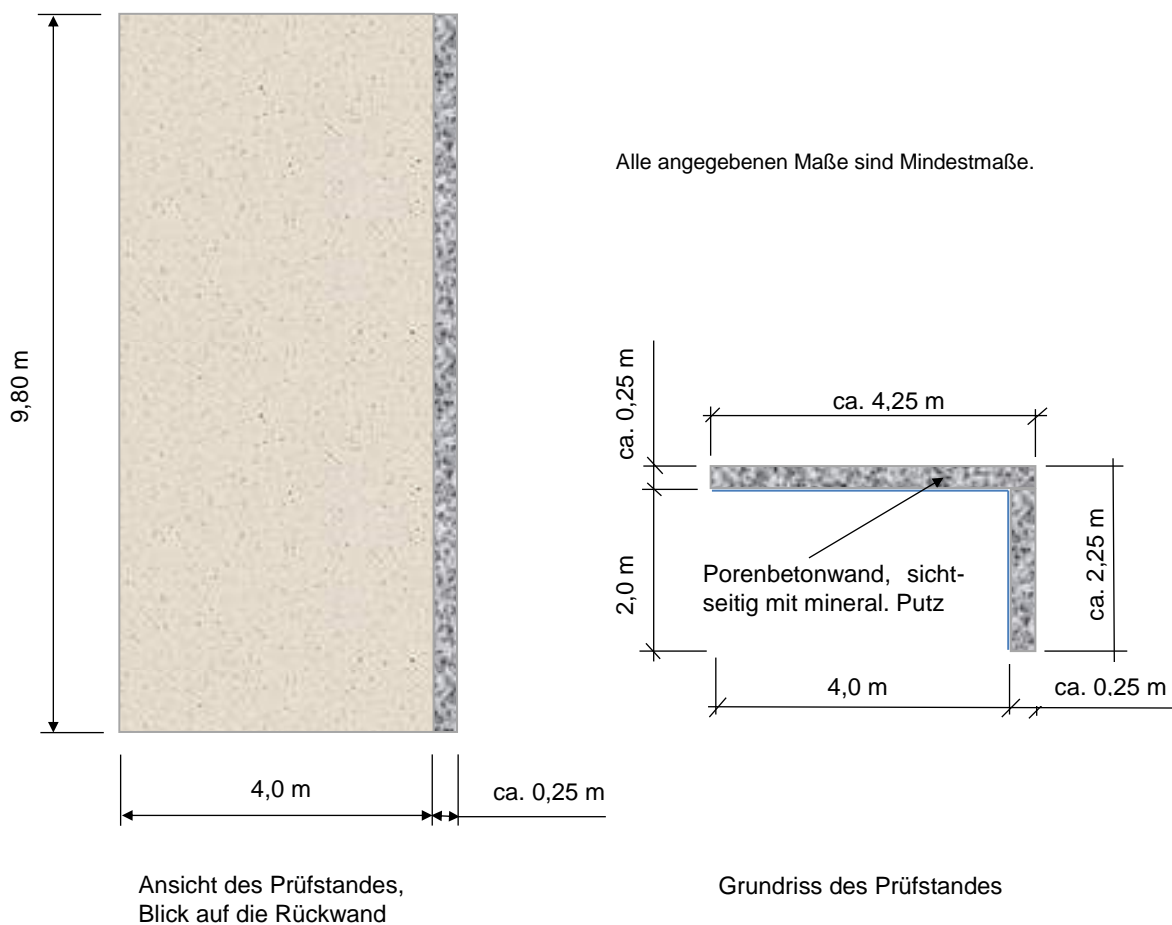 Alle angegebenen Maße sind Mindestmaße.
9,80 m
ca. 0,25 m
ca. 4,25 m
2,0 m
Porenbetonwand, sicht-
seitig mit mineral. Putz
ca. 2,25 m
4,0 m
ca. 0,25 m
4,0 m
ca. 0,25 m
Ansicht des Prüfstandes,
Blick auf die Rückwand
Grundriss des Prüfstandes